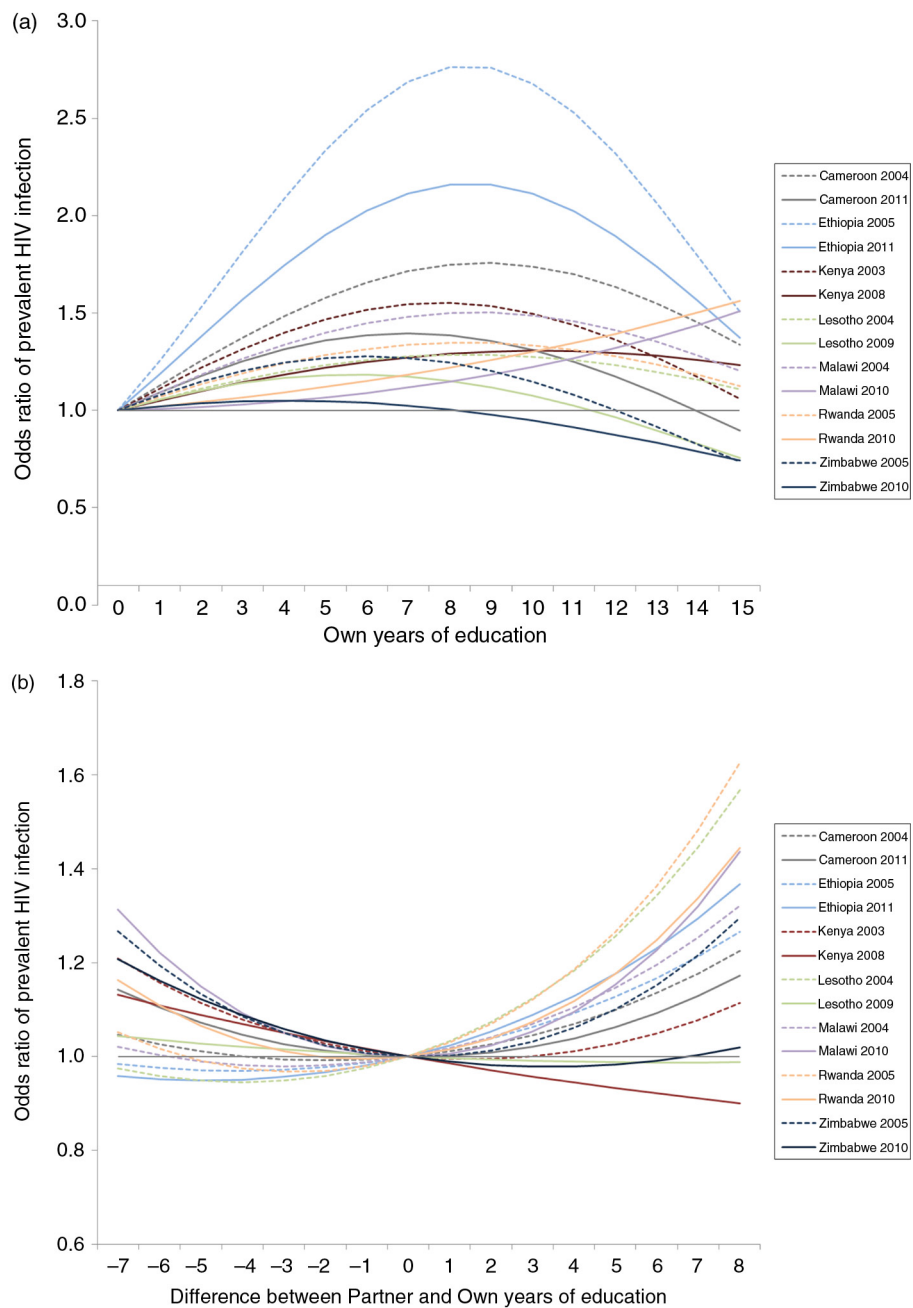 (a)
3.0
2.5
2.0
1.5
1.0
0.5
0.0
Odds ratio of prevalent HIV infection
0 1 2 3 4 5 6 7 8 9 10 11 12 13 14 15
Own years of education
Cameroon 2004
Cameroon 2011
Ethiopia 2005
Ethiopia 2011
Kenya 2003
Kenya 2008
Lesotho 2004
Lesotho 2009
Malawi 2004
Malawi 2010
Rwanda 2005
Rwanda 2010
Zimbabwe 2005
Zimbabwe 2010
(b)
1.8
1.6
1.4
1.2
1.0
0.8
0.6
Odds ratio of prevalent HIV infection
–7 –6 –5 –4 –3 –2 –1 0 1 2 3 4 5 6 7 8
Difference between Partner and Own years of education
Cameroon 2004
Cameroon 2011
Ethiopia 2005
Ethiopia 2011
Kenya 2003
Kenya 2008
Lesotho 2004
Lesotho 2009
Malawi 2004
Malawi 2010
Rwanda 2005
Rwanda 2010
Zimbabwe 2005
Zimbabwe 2010